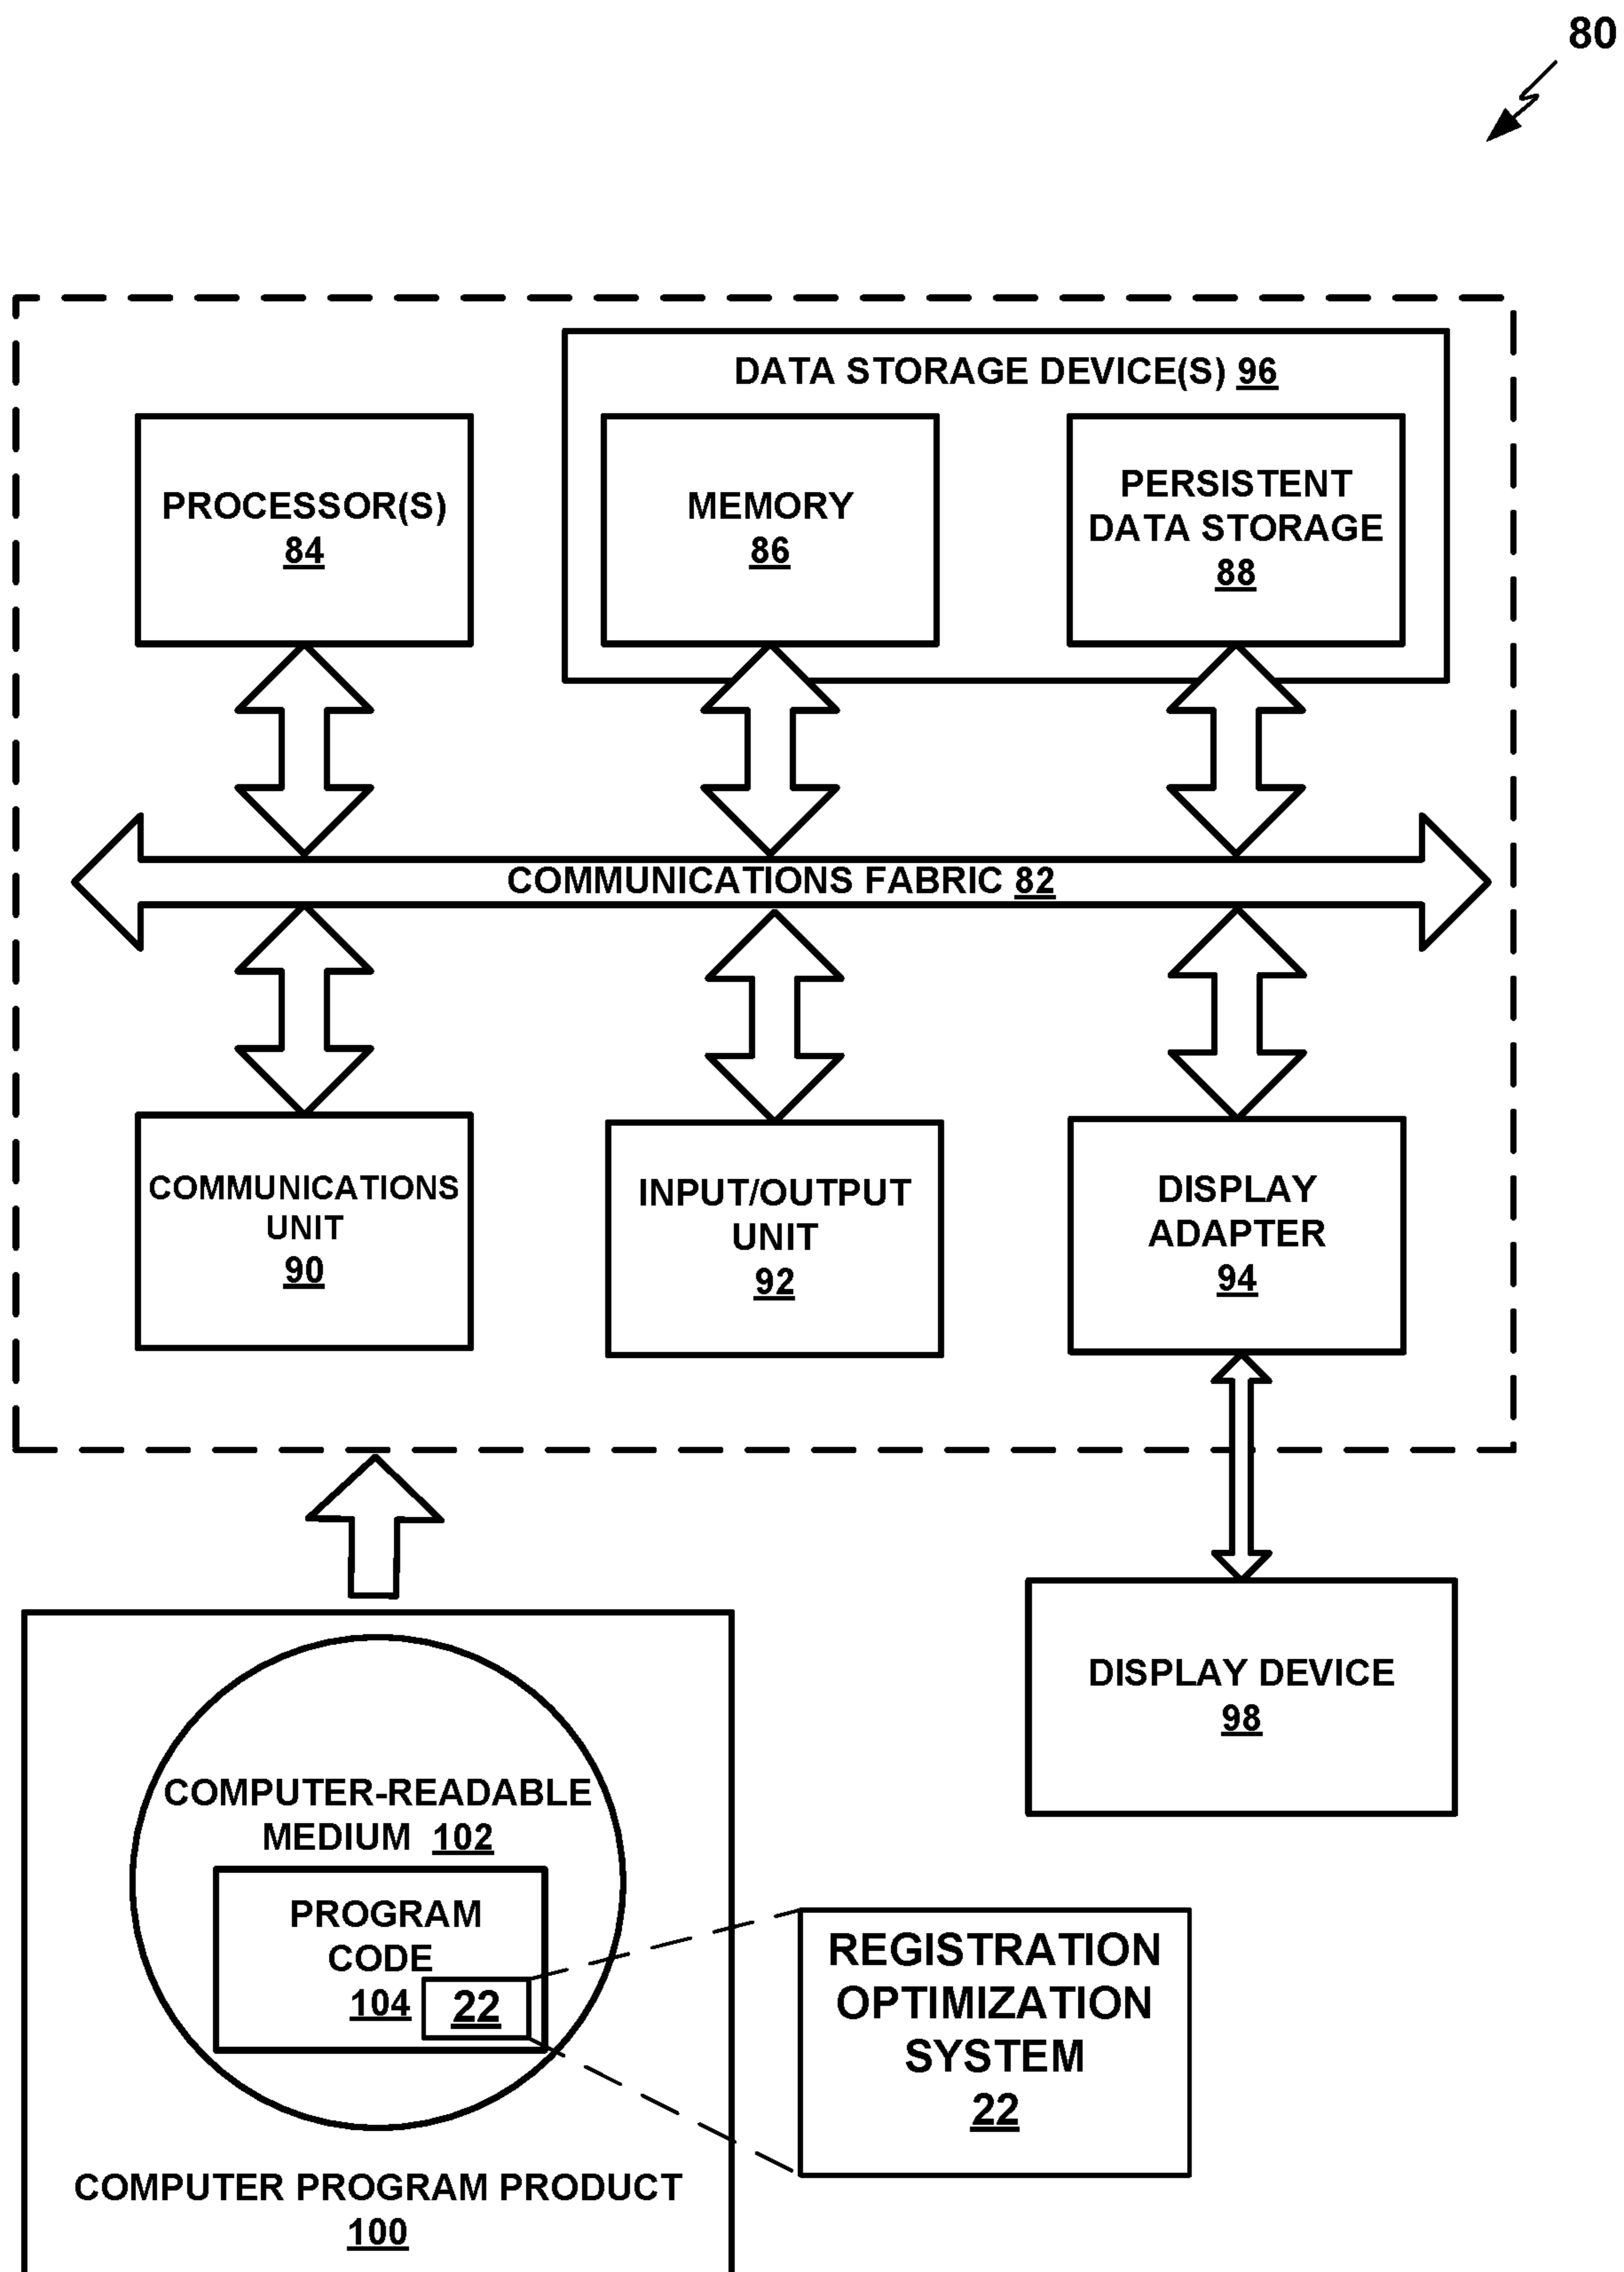 80
DATA STORAGE DEVICE(S) 96
PROCESSOR(S)
84
MEMORY
86
PERSISTENT
DATA STORAGE
88
COMMUNICATIONS FABRIC 82
COMMUNICATIONS
UNIT
90
INPUT/OUTPUT
UNIT
92
DISPLAY
ADAPTER
94
DISPLAY DEVICE
98
COMPUTER-READABLE
MEDIUM 102
PROGRAM
CODE
104
22
REGISTRATION
OPTIMIZATION
SYSTEM
22
COMPUTER PROGRAM PRODUCT
100